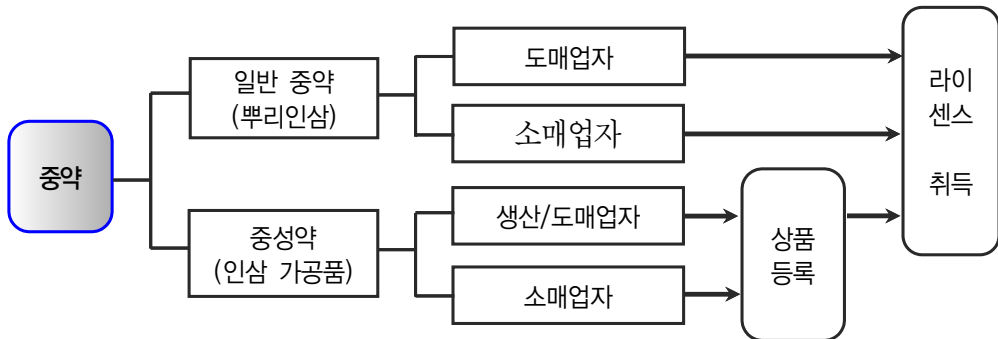 중약
일반 중약
(뿌리인삼)
도매업자
소매업자
중성약
(인삼 가공품)
생산/도매업자
소매업자
상품
등록
라이
센스
취득